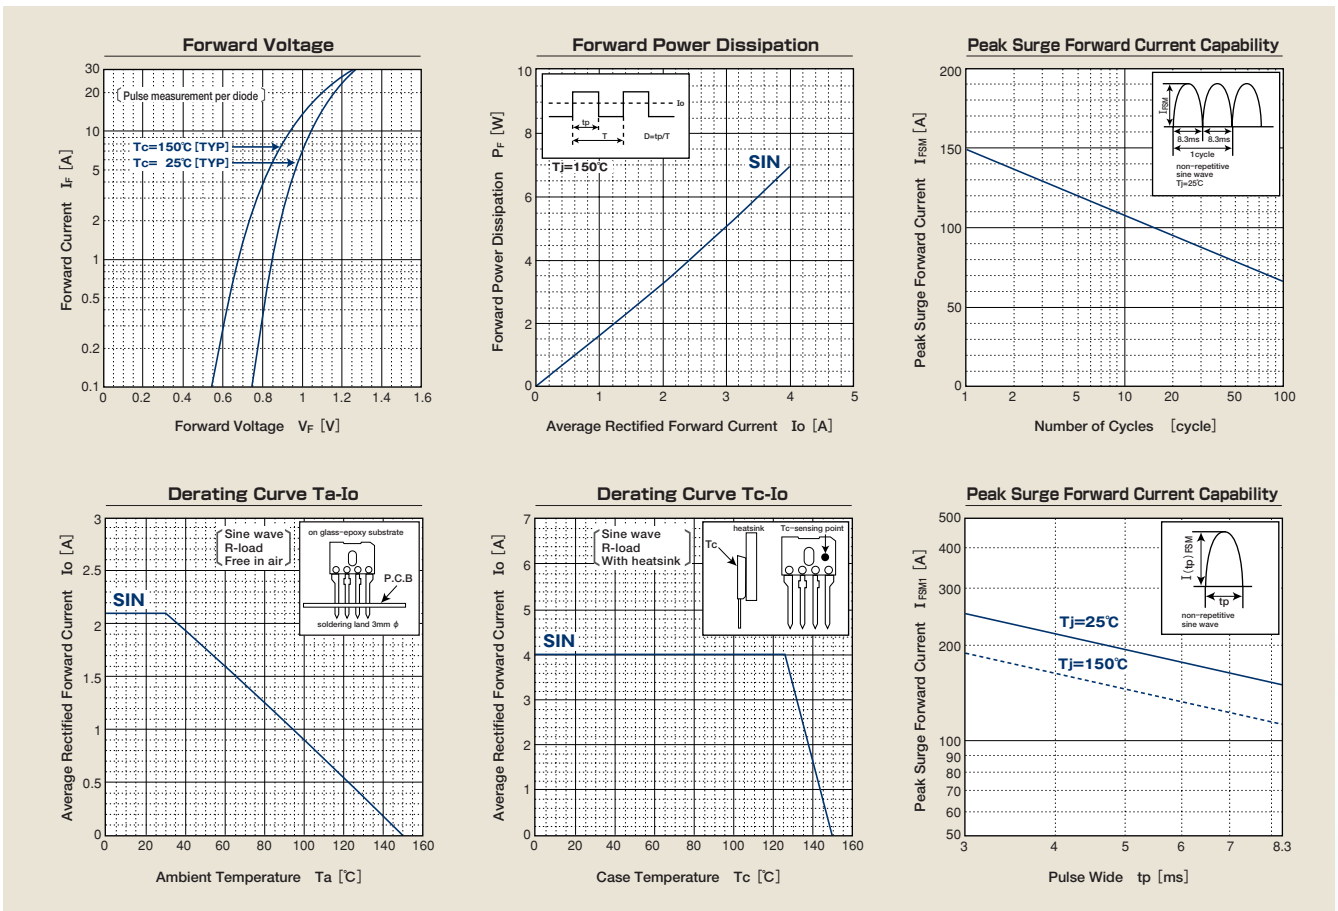 Forward Voltage
Forward Current IF [A]
30
20
10
5
2
1
0.5
0.2
0.1
[Pulse measurement per diode]
Tc=150℃ [TYP]
Tc= 25℃ [TYP]
0 0.2 0.4 0.6 0.8 1 1.2 1.4 1.6
Forward Voltage VF [V]
Forward Power Dissipation
Forward Power Dissipation PF [W]
10
8
6
4
2
0
Io
tp
T
D=tp/T
Tj=150℃
SIN
0 1 2 3 4 5
Average Rectified Forward Current Io [A]
Peak Surge Forward Current Capability
Peak Surge Forward Current IFSM [A]
200
150
100
50
0
IFSM
8.3ms 8.3ms
1cycle
non-repetitive
sine wave
Tj=25℃
1 2 5 10 20 50 100
Number of Cycles [cycle]
Derating Curve Ta-Io
Average Rectified Forward Current Io [A]
3
2.5
2
1.5
1
0.5
0
Sine wave
R-load
Free in air
on glass-epoxy substrate
P.C.B
soldering land 3mm φ
SIN
0 20 40 60 80 100 120 140 160
Ambient Temperature Ta [℃]
Derating Curve Tc-Io
Average Rectified Forward Current Io [A]
7
6
5
4
3
2
1
0
Sine wave
R-load
With heatsink
heatsink
Tc-sensing point
Tc
SIN
0 20 40 60 80 100 120 140 160
Case Temperature Tc [℃]
Peak Surge Forward Current Capability
Peak Surge Forward Current IFSM1 [A]
500
400
300
200
100
90
80
70
60
50
I(tp) FSM
tp
non-repetitive
sine wave
Tj=25℃
Tj=150℃
3 4 5 6 7 8.3
Pulse Wide tp [ms]